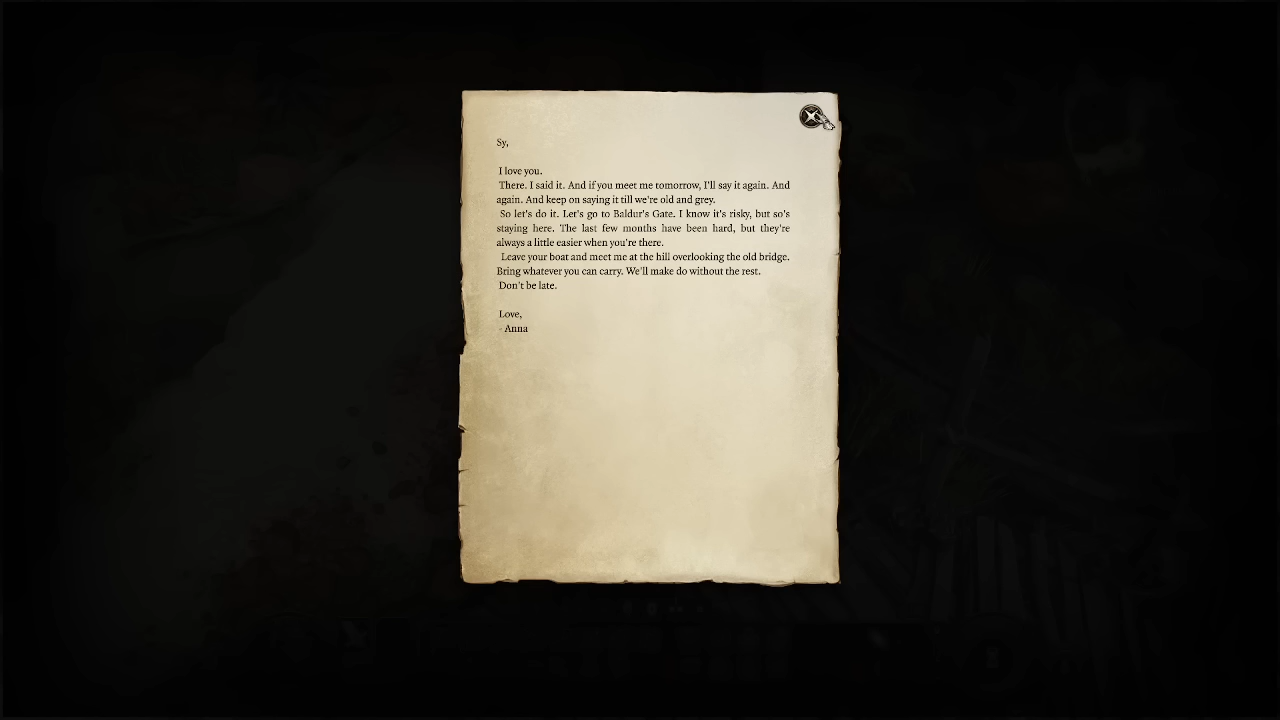 Sy,
I love you.
There. I said it. And if you meet me tomorrow, I'll say it again. And
again. And keep on saying it till we're old and grey.
So let's do it. Let's go to Baldur's Gate. I know it's risky, but so's
staying here. The last few months have been hard, but they're
always a little easier when you're there.
Leave your boat and meet me at the hill overlooking the old bridge.
Bring whatever you can carry. We'll make do without the rest.
Don't be late.
Love,
- Anna